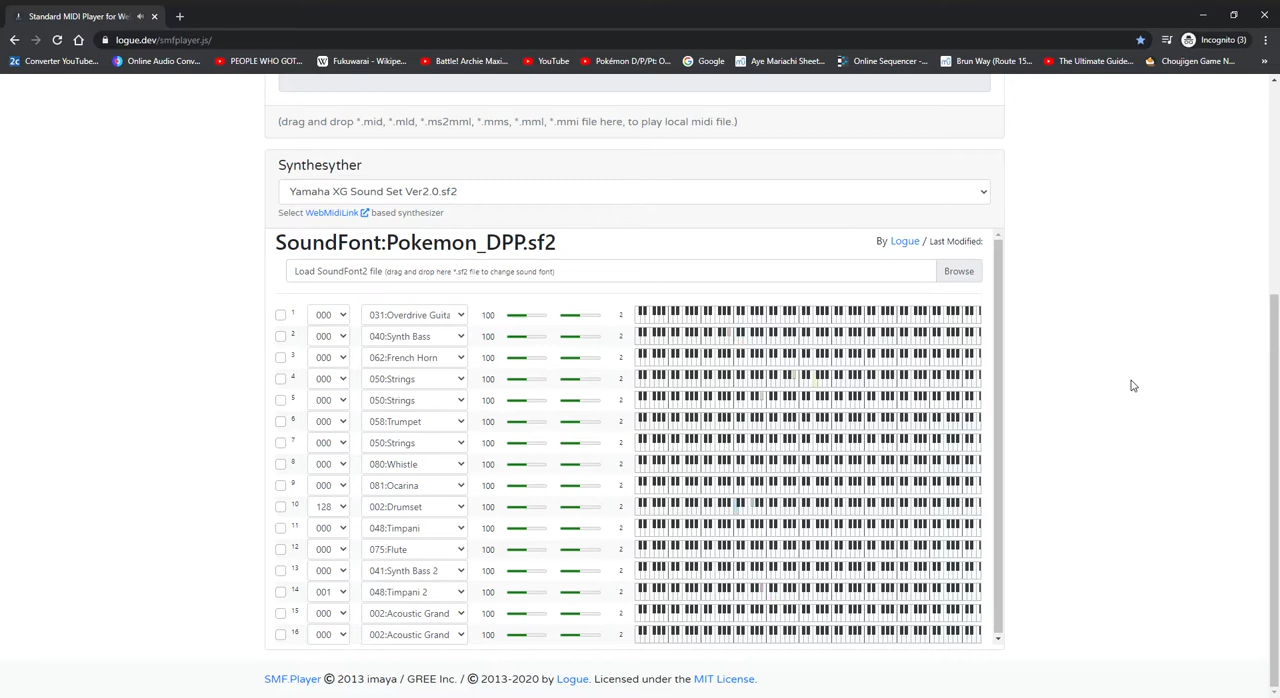 Standard MIDI Player for We
logue.dev/smfplayer.js/
Incognito (3)
Converter YouTube...
Online Audio Conv...
PEOPLE WHO GOT...
Fukuwarai - Wikipe...
Battle! Archie Maxi...
YouTube
Pokémon D/P/Pt: O...
Google
Aye Mariachi Sheet...
Online Sequencer -...
Brun Way (Route 15...
The Ultimate Guide...
Choujigen Game N...
(drag and drop *.mid, *.mld, *.ms2mml, *.mms, *.mml, *.mmi file here, to play local midi file.)
Synthesyther
Yamaha XG Sound Set Ver2.0.sf2
Select WebMidiLink based synthesizer
SoundFont:Pokemon_DPP.sf2
By Logue / Last Modified:
Load SoundFont2 file (drag and drop here *.sf2 file to change sound font)
Browse
1 000 031:Overdrive Guita 100 2
2 000 040:Synth Bass 100 2
3 000 062:French Horn 100 2
4 000 050:Strings 100 2
5 000 050:Strings 100 2
6 000 058:Trumpet 100 2
7 000 050:Strings 100 2
8 000 080:Whistle 100 2
9 000 081:Ocarina 100 2
10 128 002:Drumset 100 2
11 000 048:Timpani 100 2
12 000 075:Flute 100 2
13 000 041:Synth Bass 2 100 2
14 001 048:Timpani 2 100 2
15 000 002:Acoustic Grand 100 2
16 000 002:Acoustic Grand 100 2
SMF.Player © 2013 imaya / GREE Inc. / © 2013-2020 by Logue. Licensed under the MIT License.